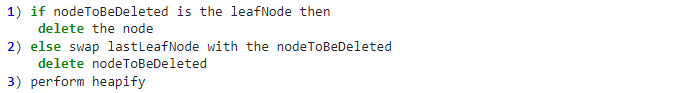 1) if nodeToBeDeleted is the leafNode then
    delete the node
2) else swap lastLeafNode with the nodeToBeDeleted
    delete nodeToBeDeleted
3) perform heapify